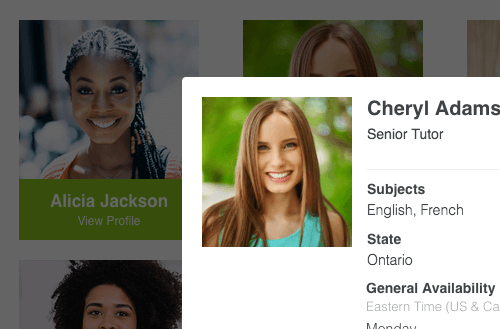 Alicia Jackson
View Profile
Cheryl Adams
Senior Tutor
Subjects
English, French
State
Ontario
General Availability
Eastern Time (US & Ca
Monday